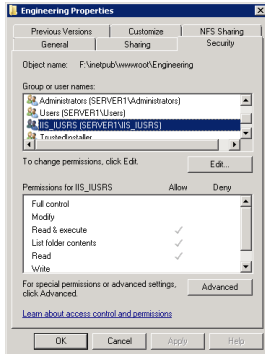 Engineering Properties
Previous Versions Customize NFS Sharing
General Sharing Security
Object name: F:\inetpub\wwwroot\Engineering
Group or user names:
Administrators (SERVER1\Administrators)
Users (SERVER1\Users)
IIS_IUSRS (SERVER1\IIS_IUSRS)
TrustedInstaller
To change permissions, click Edit.
Edit...
Permissions for IIS_IUSRS Allow Deny
Full control
Modify
Read & execute
List folder contents
Read
Write
For special permissions or advanced settings,
click Advanced.
Advanced
Learn about access control and permissions
OK Cancel Apply Help